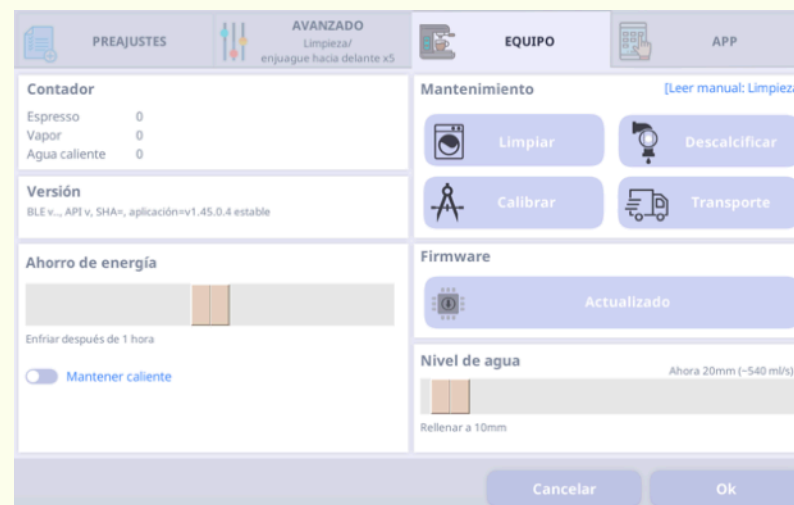 PREAJUSTES
AVANZADO
Limpieza/
enjuague hacia delante x5
EQUIPO
APP
Contador
Espresso 0
Vapor 0
Agua caliente 0
Versión
BLE v..., API v, SHA=, aplicación=v1.45.0.4 estable
Ahorro de energía
Enfriar después de 1 hora
Mantener caliente
Mantenimiento [Leer manual: Limpieza
Limpiar
Descalcificar
Calibrar
Transporte
Firmware
Actualizado
Nivel de agua Ahora 20mm (~540 ml/s)
Rellenar a 10mm
Cancelar
Ok